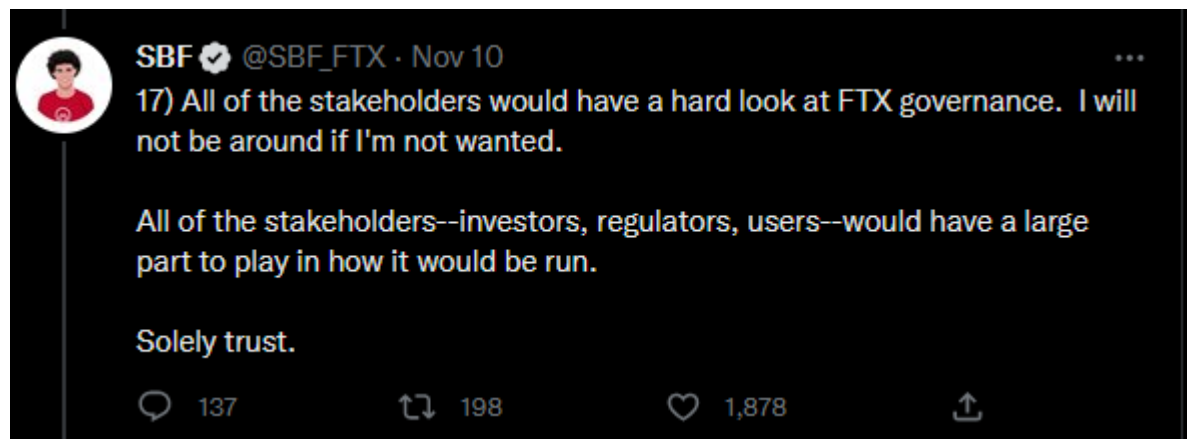 SBF @SBF_FTX · Nov 10
17) All of the stakeholders would have a hard look at FTX governance.  I will
not be around if I'm not wanted.
All of the stakeholders--investors, regulators, users--would have a large
part to play in how it would be run.
Solely trust.
137 198 1,878